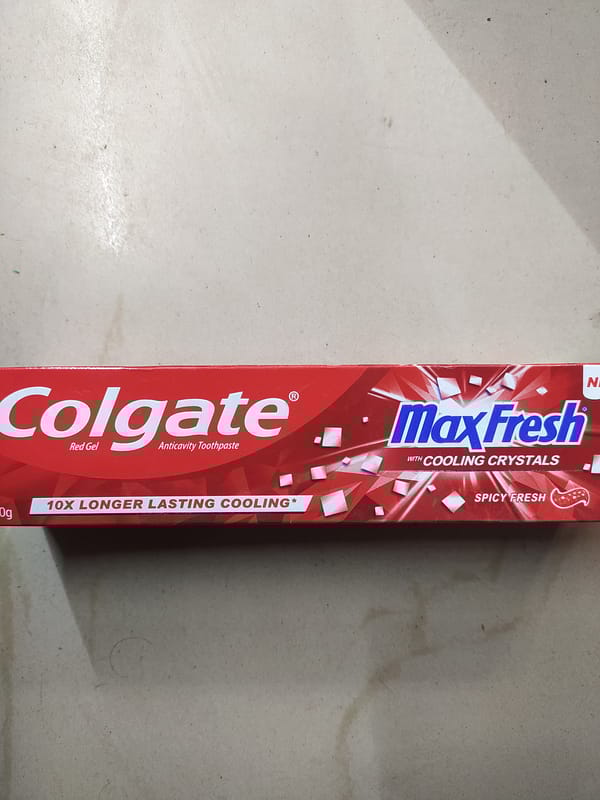 Colgate®
Red Gel Anticavity Toothpaste
10X LONGER LASTING COOLING*
MaxFresh
WITH COOLING CRYSTALS
SPICY FRESH